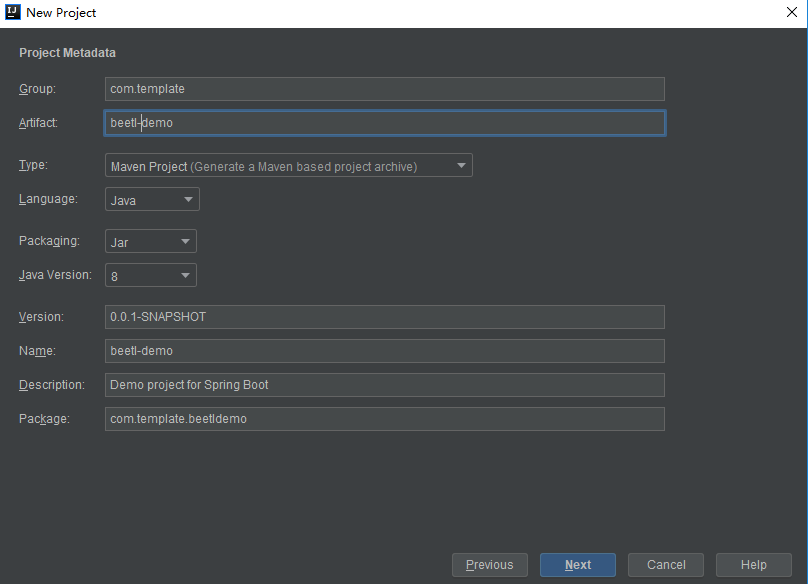 IJ New Project
Project Metadata
Group: com.template
Artifact: beetl-demo
Type: Maven Project (Generate a Maven based project archive)
Language: Java
Packaging: Jar
Java Version: 8
Version: 0.0.1-SNAPSHOT
Name: beetl-demo
Description: Demo project for Spring Boot
Package: com.template.beetldemo
Previous Next Cancel Help